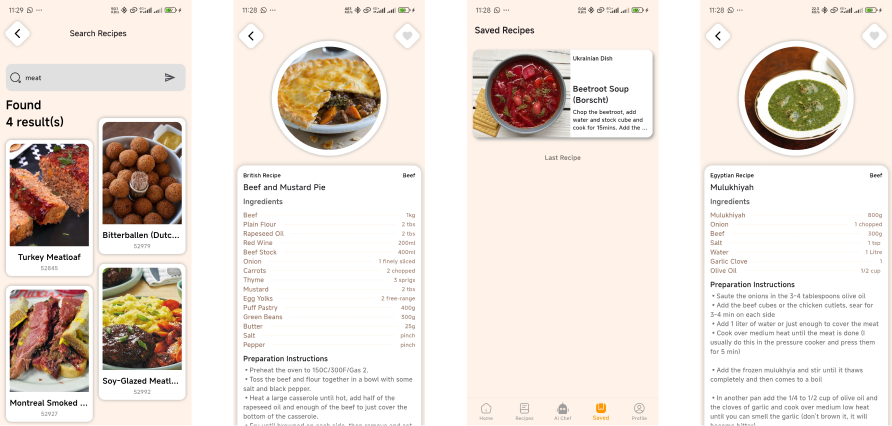 11:29
Search Recipes
meat
Found
4 result(s)
Turkey Meatloaf
52845
Bitterballen (Dutc...
52979
Montreal Smoked ...
52927
Soy-Glazed Meatl...
52992
11:28
British Recipe
Beef
Beef and Mustard Pie
Ingredients
Beef 1kg
Plain Flour 2 tbs
Rapeseed Oil 2 tbs
Red Wine 200ml
Beef Stock 400ml
Onion 1 finely sliced
Carrots 2 chopped
Thyme 3 sprigs
Mustard 2 tbs
Egg Yolks 2 free-range
Puff Pastry 400g
Green Beans 300g
Butter 25g
Salt pinch
Pepper pinch
Preparation Instructions
• Preheat the oven to 150C/300F/Gas 2.
• Toss the beef and flour together in a bowl with some
salt and black pepper.
• Heat a large casserole until hot, add half of the
rapeseed oil and enough of the beef to just cover the
bottom of the casserole.
11:28
Saved Recipes
Ukrainian Dish
Beetroot Soup
(Borscht)
Chop the beetroot, add
water and stock cube and
cook for 15mins. Add the ...
Last Recipe
Home
Recipes
AI Chef
Saved
Profile
11:28
Egyptian Recipe
Beef
Mulukhiyah
Ingredients
Mulukhiyah 800g
Onion 1 chopped
Beef 300g
Salt 1 tsp
Water 1 Litre
Garlic Clove 1
Olive Oil 1/2 cup
Preparation Instructions
• Saute the onions in the 3-4 tablespoons olive oil
• Add the beef cubes or the chicken cutlets, sear for
3-4 min on each side
• Add 1 liter of water or just enough to cover the meat
• Cook over medium heat until the meat is done (I
usually do this in the pressure cooker and press them
for 5 min)
• Add the frozen mulukhyia and stir until it thaws
completely and then comes to a boil
• In another pan add the 1/4 to 1/2 cup of olive oil and
the cloves of garlic and cook over medium low heat
until you can smell the garlic (don't brown it, it will